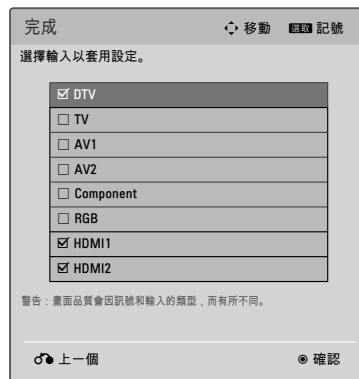 完成 移動 選取 記號
選擇輸入以套用設定。
☑ DTV
☐ TV
☐ AV1
☐ AV2
☐ Component
☐ RGB
☑ HDMI1
☑ HDMI2
警告：畫面品質會因訊號和輸入的類型，而有所不同。
上一個 ◉ 確認